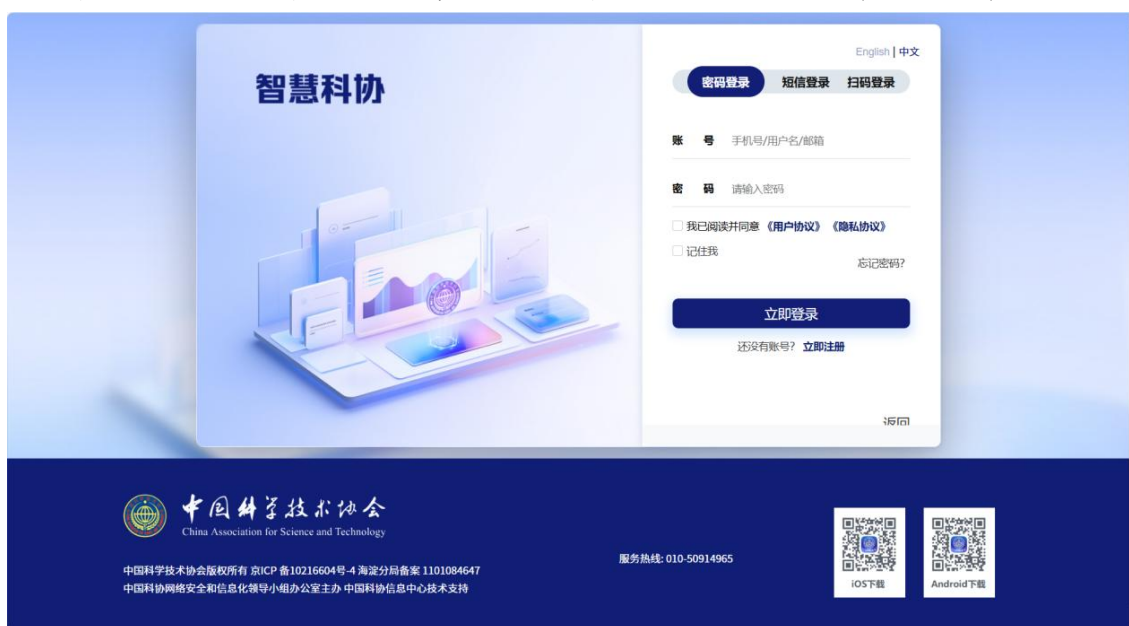 智慧科协
English | 中文
密码登录 短信登录 扫码登录
账 号 手机号/用户名/邮箱
密 码 请输入密码
我已阅读并同意 《用户协议》 《隐私协议》
记住我
忘记密码?
立即登录
还没有账号? 立即注册
返回
中国科学技术协会
China Association for Science and Technology
中国科学技术协会版权所有 京ICP 备10216604号-4 海淀分局备案 1101084647
中国科协网络安全和信息化领导小组办公室主办 中国科协信息中心技术支持
服务热线: 010-50914965
iOS下载
Android下载